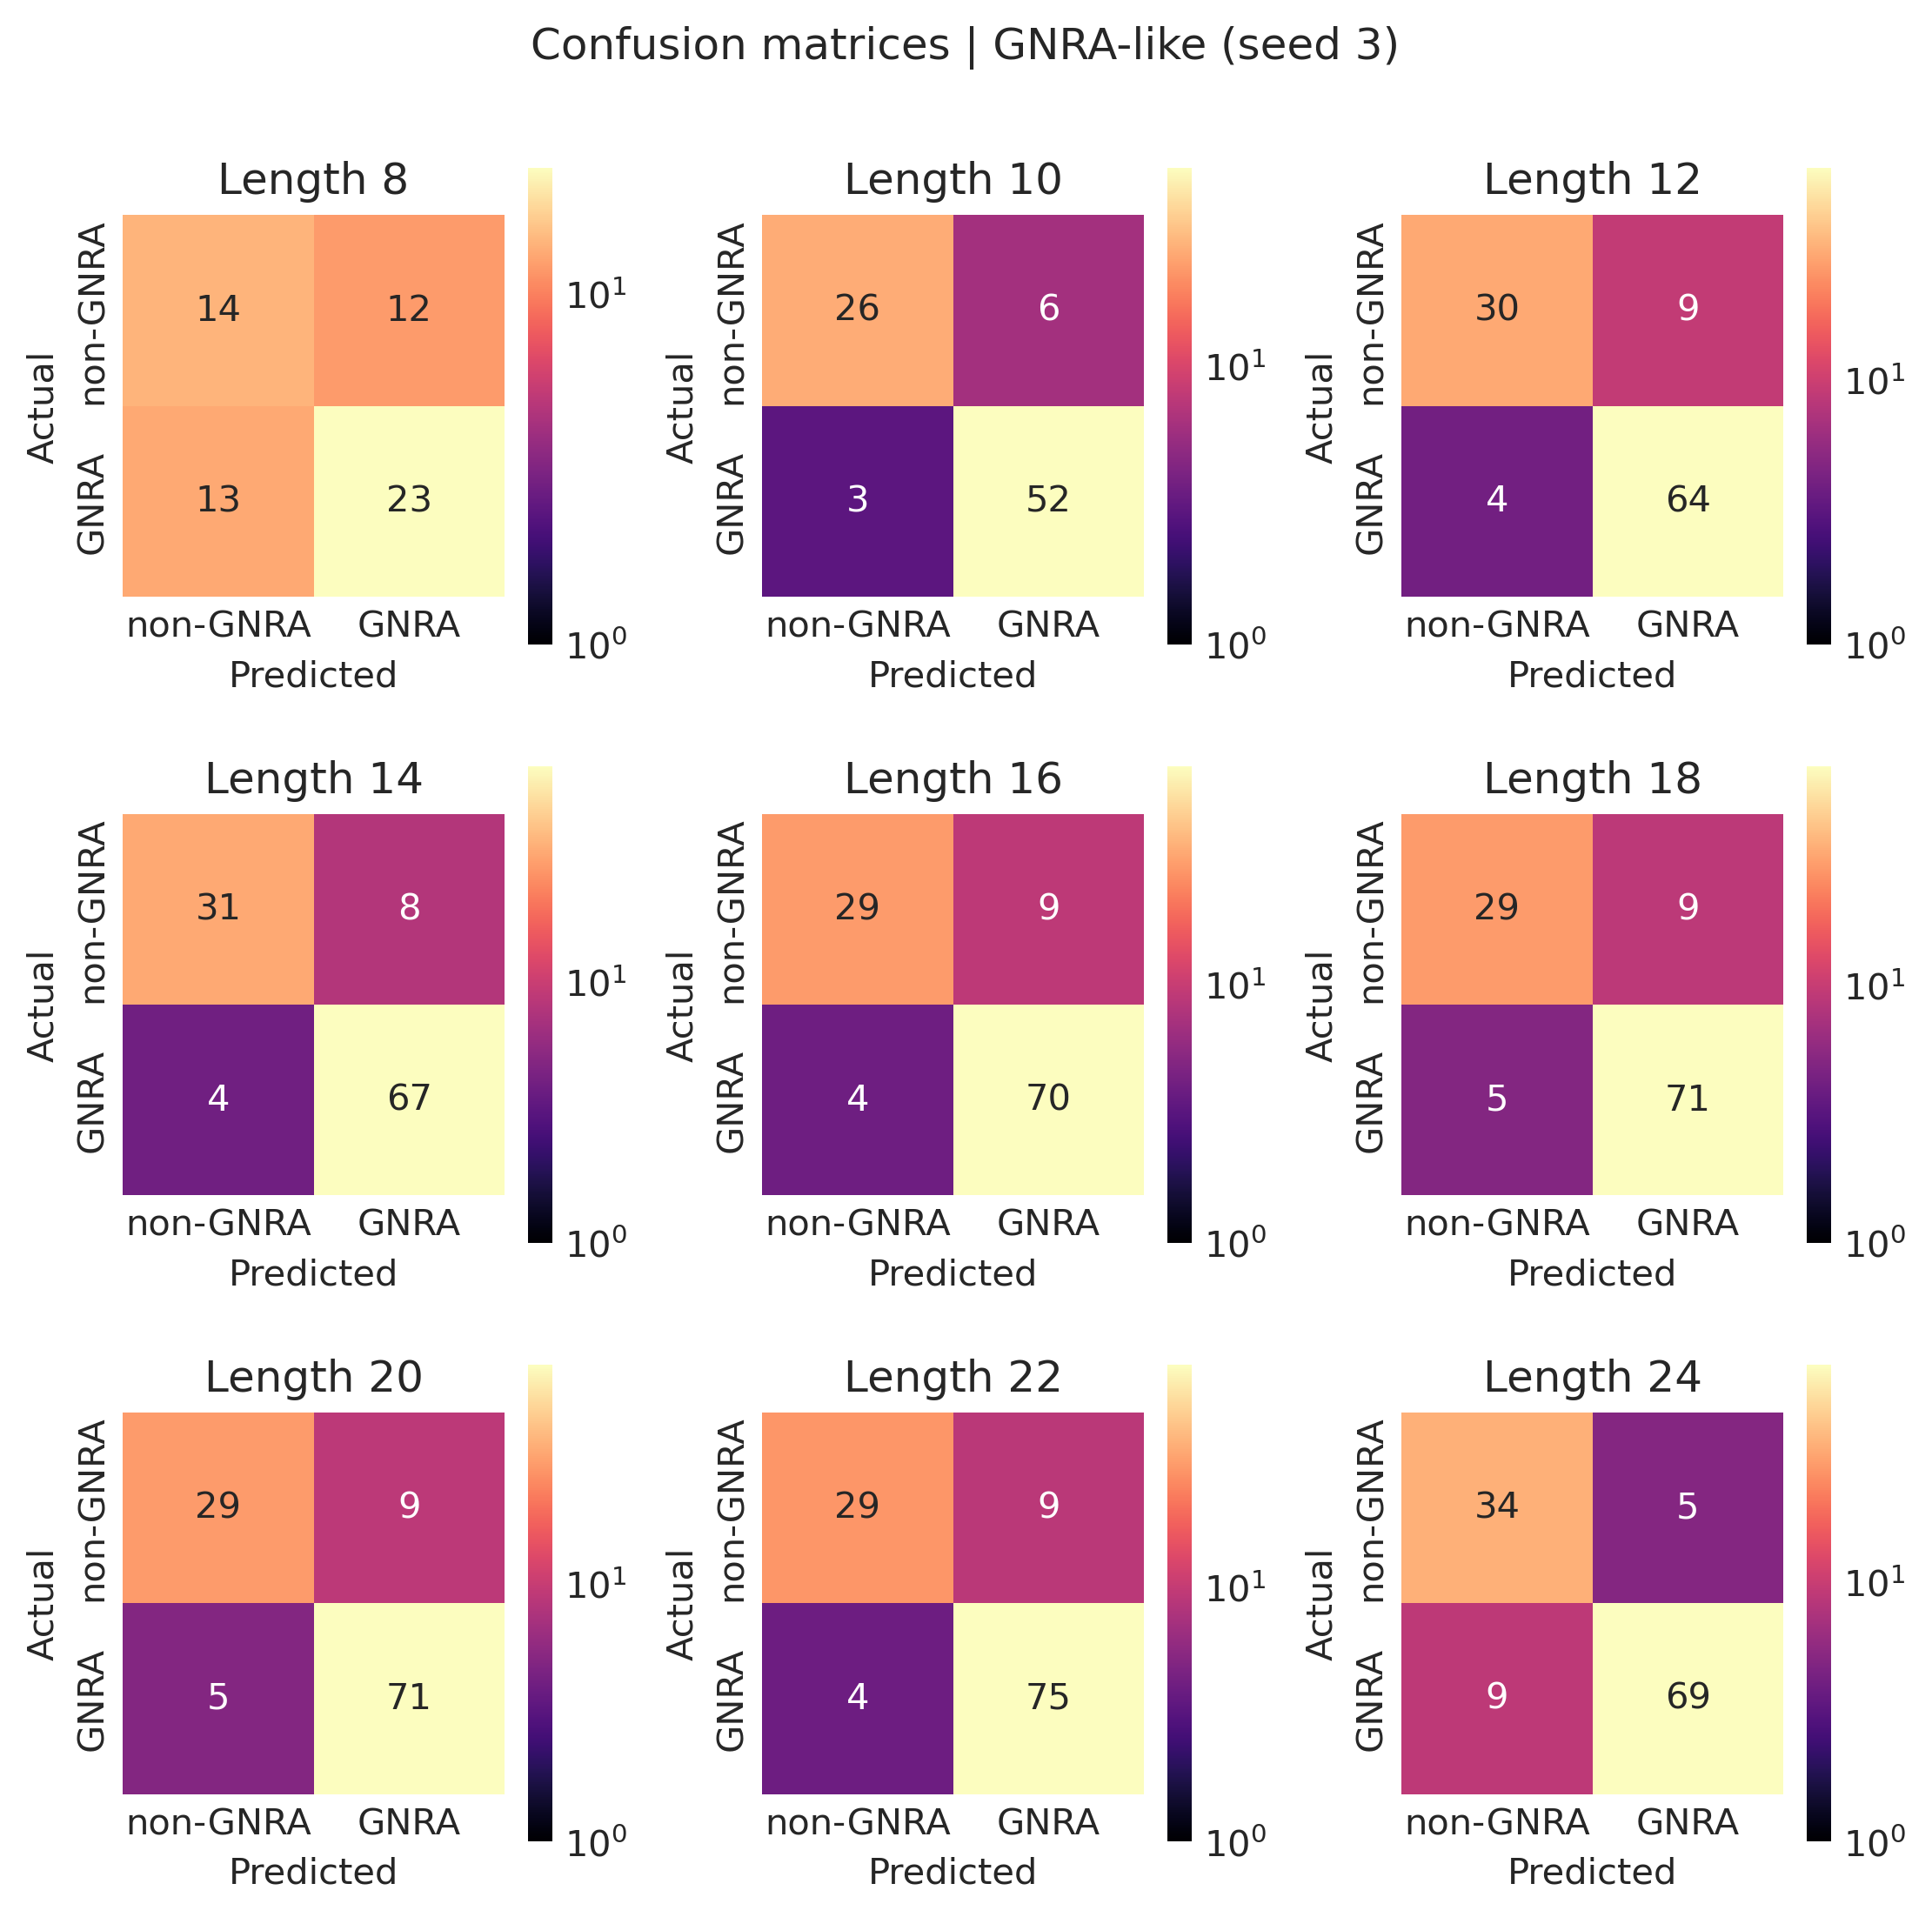 Confusion matrices | GNRA-like (seed 3)
Length 8
Actual
non-GNRA
GNRA
14
12
13
23
non-GNRA
GNRA
Predicted
10¹
10⁰
Length 10
Actual
non-GNRA
GNRA
26
6
3
52
non-GNRA
GNRA
Predicted
10¹
10⁰
Length 12
Actual
non-GNRA
GNRA
30
9
4
64
non-GNRA
GNRA
Predicted
10¹
10⁰
Length 14
Actual
non-GNRA
GNRA
31
8
4
67
non-GNRA
GNRA
Predicted
10¹
10⁰
Length 16
Actual
non-GNRA
GNRA
29
9
4
70
non-GNRA
GNRA
Predicted
10¹
10⁰
Length 18
Actual
non-GNRA
GNRA
29
9
5
71
non-GNRA
GNRA
Predicted
10¹
10⁰
Length 20
Actual
non-GNRA
GNRA
29
9
5
71
non-GNRA
GNRA
Predicted
10¹
10⁰
Length 22
Actual
non-GNRA
GNRA
29
9
4
75
non-GNRA
GNRA
Predicted
10¹
10⁰
Length 24
Actual
non-GNRA
GNRA
34
5
9
69
non-GNRA
GNRA
Predicted
10¹
10⁰